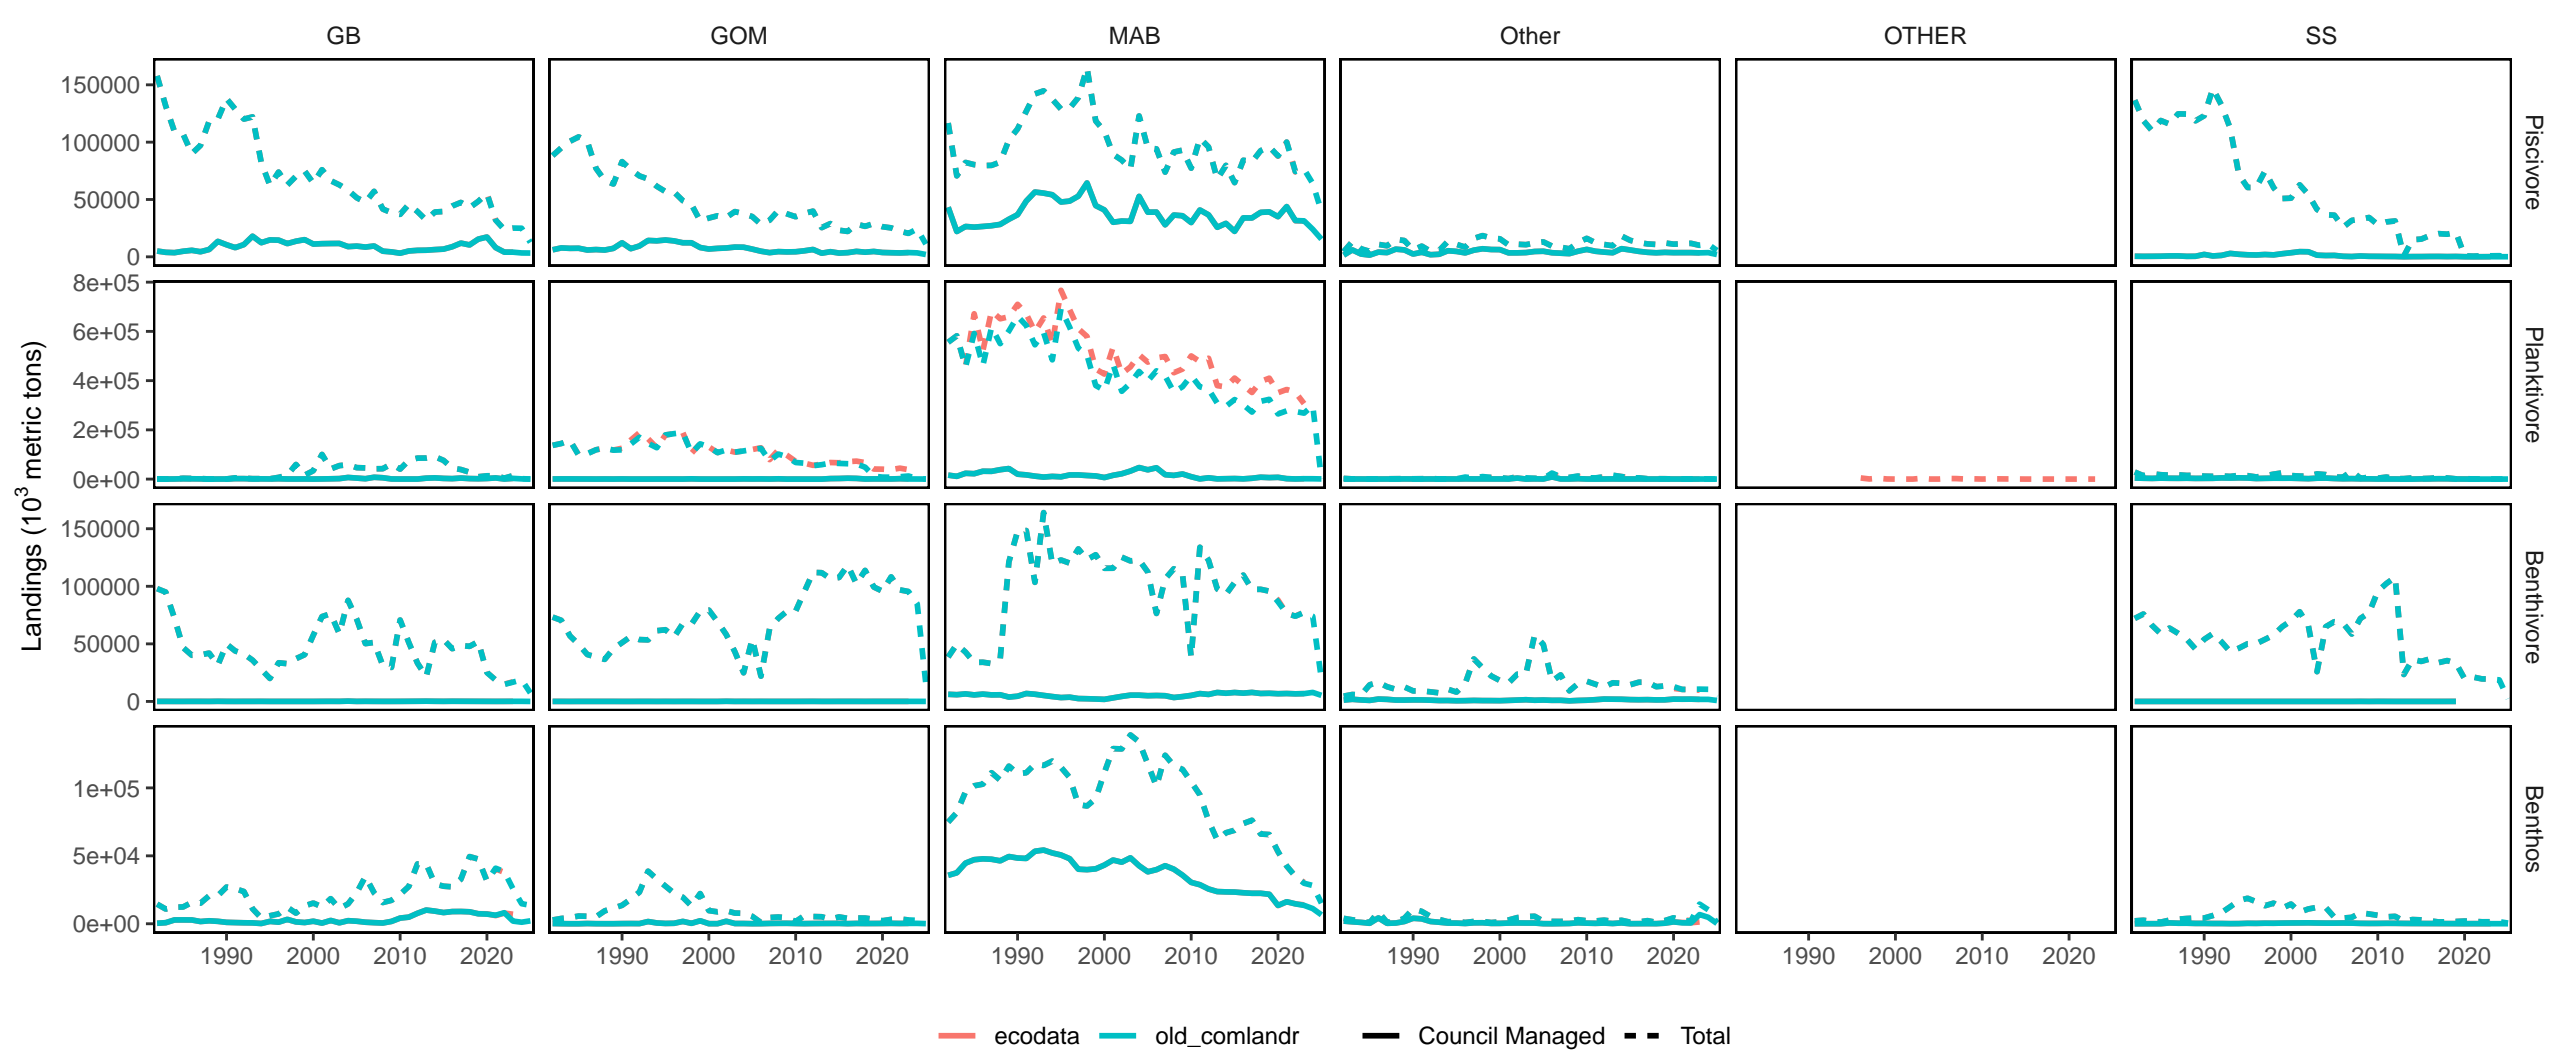 GB GOM MAB Other OTHER SS
150000
100000
50000
0
Piscivore
8e+05
6e+05
4e+05
2e+05
0e+00
Planktivore
150000
100000
50000
0
Benthivore
1e+05
5e+04
0e+00
Benthos
Landings (10³ metric tons)
1990 2000 2010 2020 1990 2000 2010 2020 1990 2000 2010 2020 1990 2000 2010 2020 1990 2000 2010 2020 1990 2000 2010 2020
ecodata old_comlandr Council Managed Total